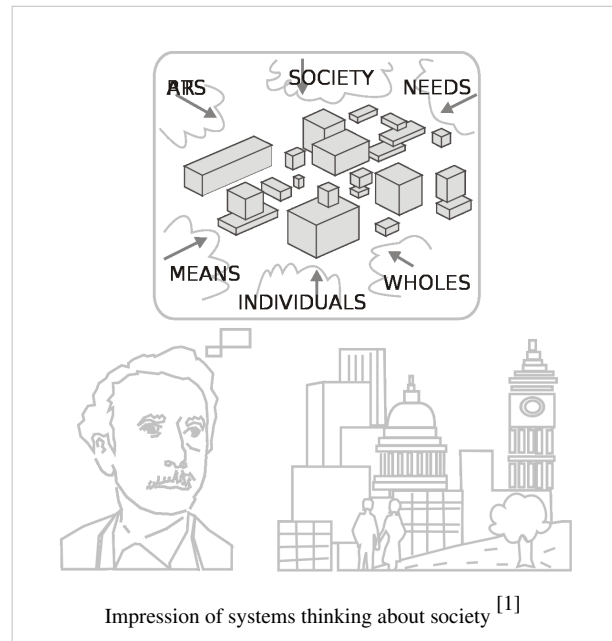 SOCIETY
NEEDS
MEANS
WHOLES
INDIVIDUALS
Impression of systems thinking about society [1]